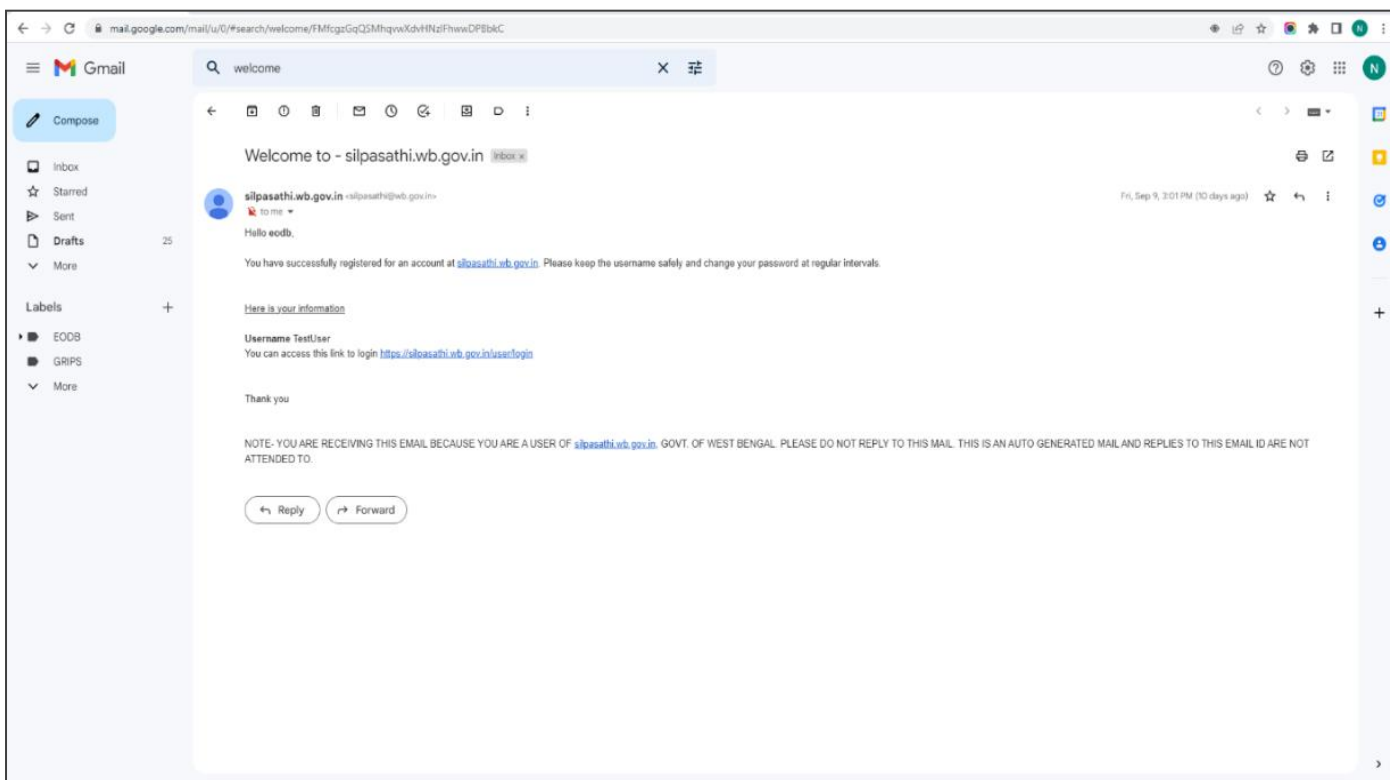 mail.google.com/mail/u/0/#search/welcome/FMfcgzGqQSMhqvwXdvHNzlFhwwDPBbkC
N
Gmail
welcome
N
Compose
Inbox
Starred
Sent
Drafts 25
More
Labels
EODB
GRIPS
More
Welcome to - silpasathi.wb.gov.in Inbox x
silpasathi.wb.gov.in <silpasathi@wb.gov.in> Fri, Sep 9, 3:01 PM (10 days ago)
to me
Hello eodb,
You have successfully registered for an account at silpasathi.wb.gov.in. Please keep the username safely and change your password at regular intervals.
Here is your information
Username TestUser
You can access this link to login https://silpasathi.wb.gov.in/user/login
Thank you
NOTE- YOU ARE RECEIVING THIS EMAIL BECAUSE YOU ARE A USER OF silpasathi.wb.gov.in, GOVT. OF WEST BENGAL. PLEASE DO NOT REPLY TO THIS MAIL. THIS IS AN AUTO GENERATED MAIL AND REPLIES TO THIS EMAIL ID ARE NOT
ATTENDED TO.
Reply Forward